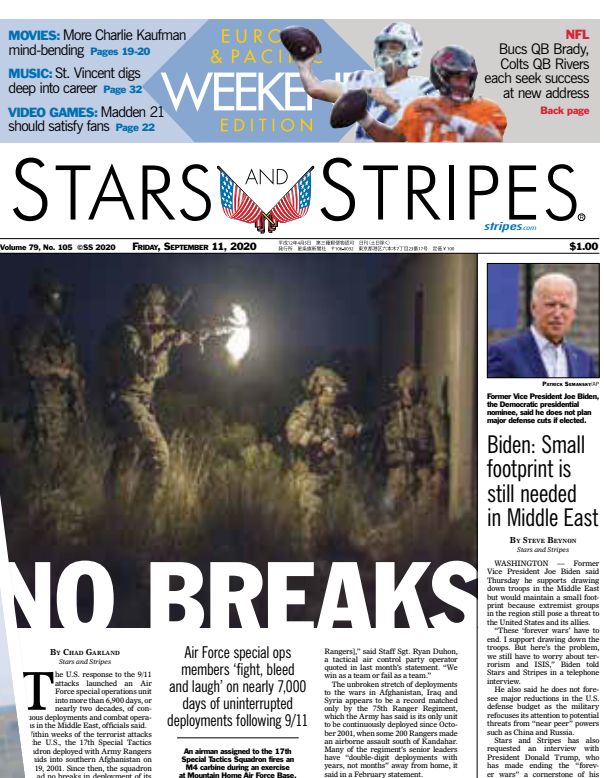 MOVIES: More Charlie Kaufman
mind-bending Pages 19-20
MUSIC: St. Vincent digs
deep into career Page 32
VIDEO GAMES: Madden 21
should satisfy fans Page 22
EUROPE
& PACIFIC
WEEKEND
EDITION
NFL
Bucs QB Brady,
Colts QB Rivers
each seek success
at new address
Back page
STARS AND STRIPES
stripes.com
Volume 79, No. 105 ©SS 2020 FRIDAY, SEPTEMBER 11, 2020
$1.00
NO BREAKS
BY CHAD GARLAND
Stars and Stripes
The U.S. response to the 9/11
attacks launched an Air
Force special operations unit
into more than 6,900 days, or
nearly two decades, of con-
uous deployments and combat opera-
ns in the Middle East, officials said.
Within weeks of the terrorist attacks
the U.S., the 17th Special Tactics
adron deployed with Army Rangers
raids into southern Afghanistan on
19, 2001. Since then, the squadron
ad no breaks in deployment of its
Air Force special ops
members ‘fight, bleed
and laugh’ on nearly 7,000
days of uninterrupted
deployments following 9/11
An airman assigned to the 17th
Special Tactics Squadron fires an
M4 carbine during an exercise
at Mountain Home Air Force Base,
Rangers],” said Staff Sgt. Ryan Duhon,
a tactical air control party operator
quoted in last month’s statement. “We
win as a team or fail as a team.”
The unbroken stretch of deployments
to the wars in Afghanistan, Iraq and
Syria appears to be a record matched
only by the 75th Ranger Regiment,
which the Army has said is its only unit
to be continuously deployed since Octo-
ber 2001, when some 200 Rangers made
an airborne assault south of Kandahar.
Many of the regiment’s senior leaders
have “double-digit deployments with
years, not months” away from home, it
said in a February statement.
PATRICK SEMANSKY/AP
Former Vice President Joe Biden,
the Democratic presidential
nominee, said he does not plan
major defense cuts if elected.
Biden: Small
footprint is
still needed
in Middle East
BY STEVE BEYNON
Stars and Stripes
WASHINGTON — Former
Vice President Joe Biden said
Thursday he supports drawing
down troops in the Middle East
but would maintain a small foot-
print because extremist groups
in the region still pose a threat to
the United States and its allies.
“These ‘forever wars’ have to
end. I support drawing down the
troops. But here’s the problem,
we still have to worry about ter-
rorism and ISIS,” Biden told
Stars and Stripes in a telephone
interview.
He also said he does not fore-
see major reductions in the U.S.
defense budget as the military
refocuses its attention to potential
threats from “near peer” powers
such as China and Russia.
Stars and Stripes has also
requested an interview with
President Donald Trump, who
has made ending the “forev-
er wars” a cornerstone of his